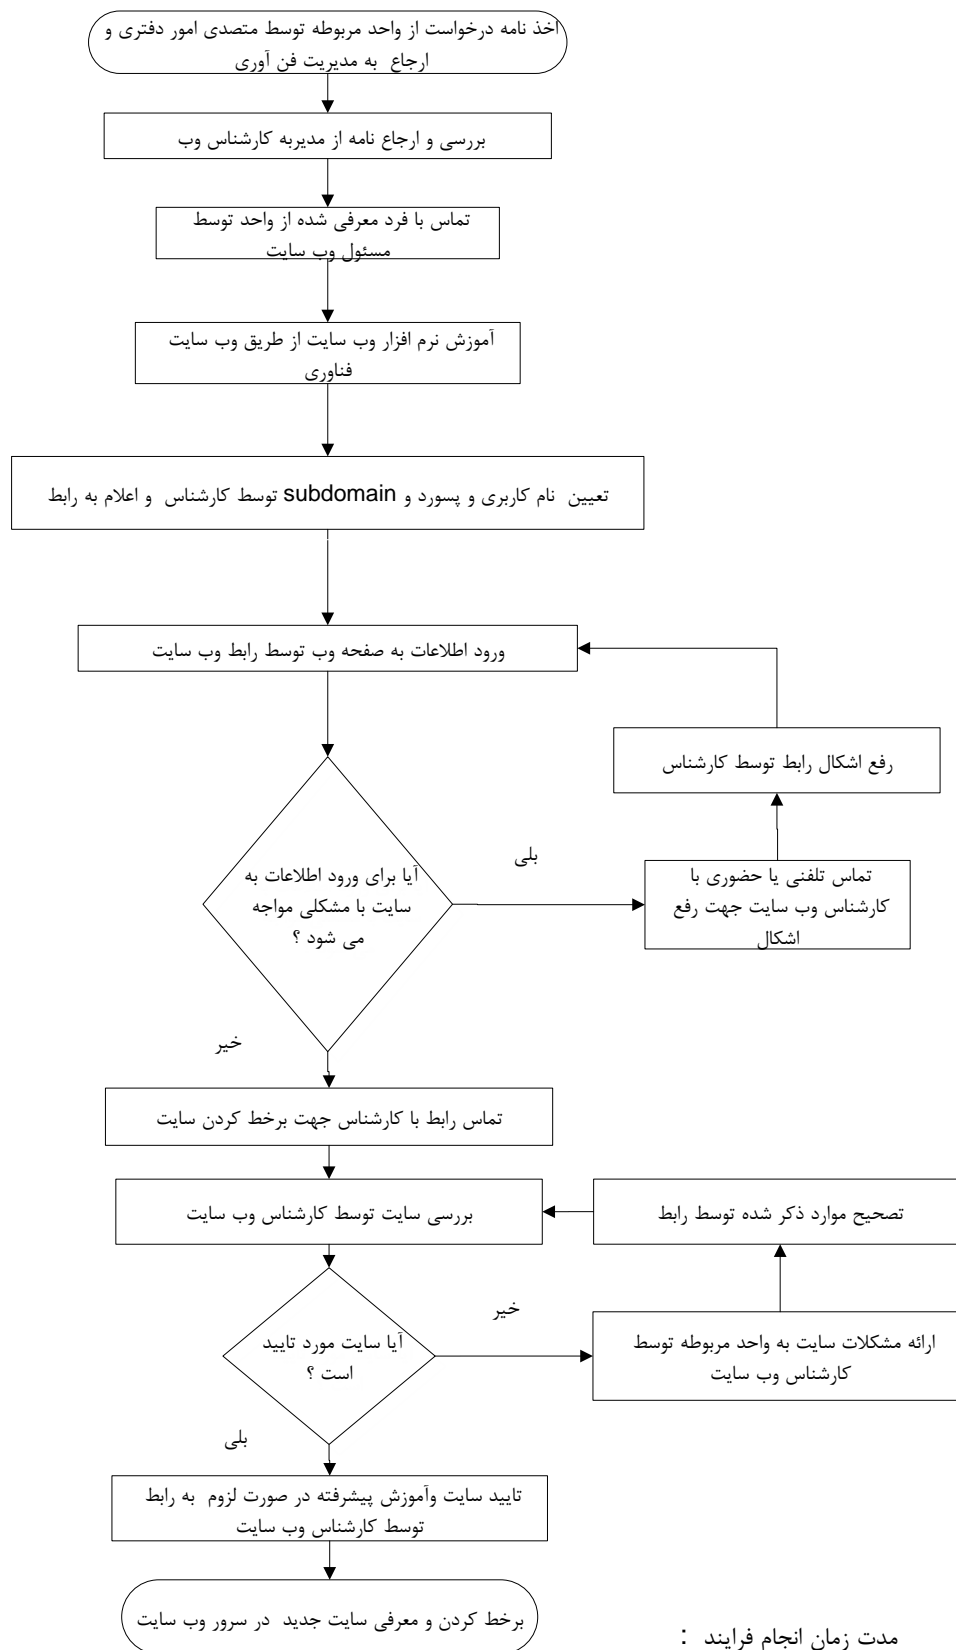 اخذ نامه درخواست از واحد مربوطه توسط متصدی امور دفتری و
ارجاع به مدیریت فن آوری
بررسی و ارجاع نامه از مدیربه کارشناس وب
تماس با فرد معرفی شده از واحد توسط
مسئول وب سایت
آموزش نرم افزار وب سایت از طریق وب سایت
فناوری
تعیین نام کاربری و پسورد و subdomain توسط کارشناس و اعلام به رابط
ورود اطلاعات به صفحه وب توسط رابط وب سایت
رفع اشکال رابط توسط کارشناس
آیا برای ورود اطلاعات به
سایت با مشکلی مواجه
می شود ؟
بلی
تماس تلفنی یا حضوری با
کارشناس وب سایت جهت رفع
اشکال
خیر
تماس رابط با کارشناس جهت برخط کردن سایت
بررسی سایت توسط کارشناس وب سایت
تصحیح موارد ذکر شده توسط رابط
آیا سایت مورد تایید
است ؟
خیر
ارائه مشکلات سایت به واحد مربوطه توسط
کارشناس وب سایت
بلی
تایید سایت وآموزش پیشرفته در صورت لزوم به رابط
توسط کارشناس وب سایت
برخط کردن و معرفی سایت جدید در سرور وب سایت
مدت زمان انجام فرایند :